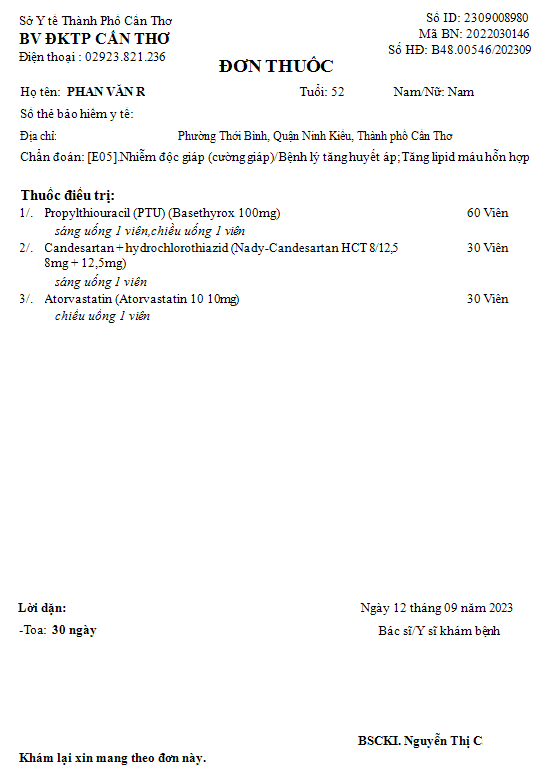 Sở Y tế Thành Phố Cần Thơ
BV ĐKTP CẦN THƠ
Điện thoại : 02923.821.236
Số ID: 2309008980
Mã BN: 2022030146
Số HĐ: B48.00546/202309
ĐƠN THUỐC
Họ tên: PHAN VĂN R Tuổi: 52 Nam/Nữ: Nam
Số thẻ bảo hiểm y tế:
Địa chỉ: Phường Thới Bình, Quận Ninh Kiều, Thành phố Cần Thơ
Chẩn đoán: [E05].Nhiễm độc giáp (cường giáp)/Bệnh lý tăng huyết áp; Tăng lipid máu hỗn hợp
Thuốc điều trị:
1/. Propylthiouracil (PTU) (Basethyrox 100mg) 60 Viên
sáng uống 1 viên,chiều uống 1 viên
2/. Candesartan + hydrochlorothiazid (Nady-Candesartan HCT 8/12,5 30 Viên
8mg + 12,5mg)
sáng uống 1 viên
3/. Atorvastatin (Atorvastatin 10 10mg) 30 Viên
chiều uống 1 viên
Lời dặn:
-Toa: 30 ngày
Ngày 12 tháng 09 năm 2023
Bác sĩ/Y sĩ khám bệnh
BSCKI. Nguyễn Thị C
Khám lại xin mang theo đơn này.